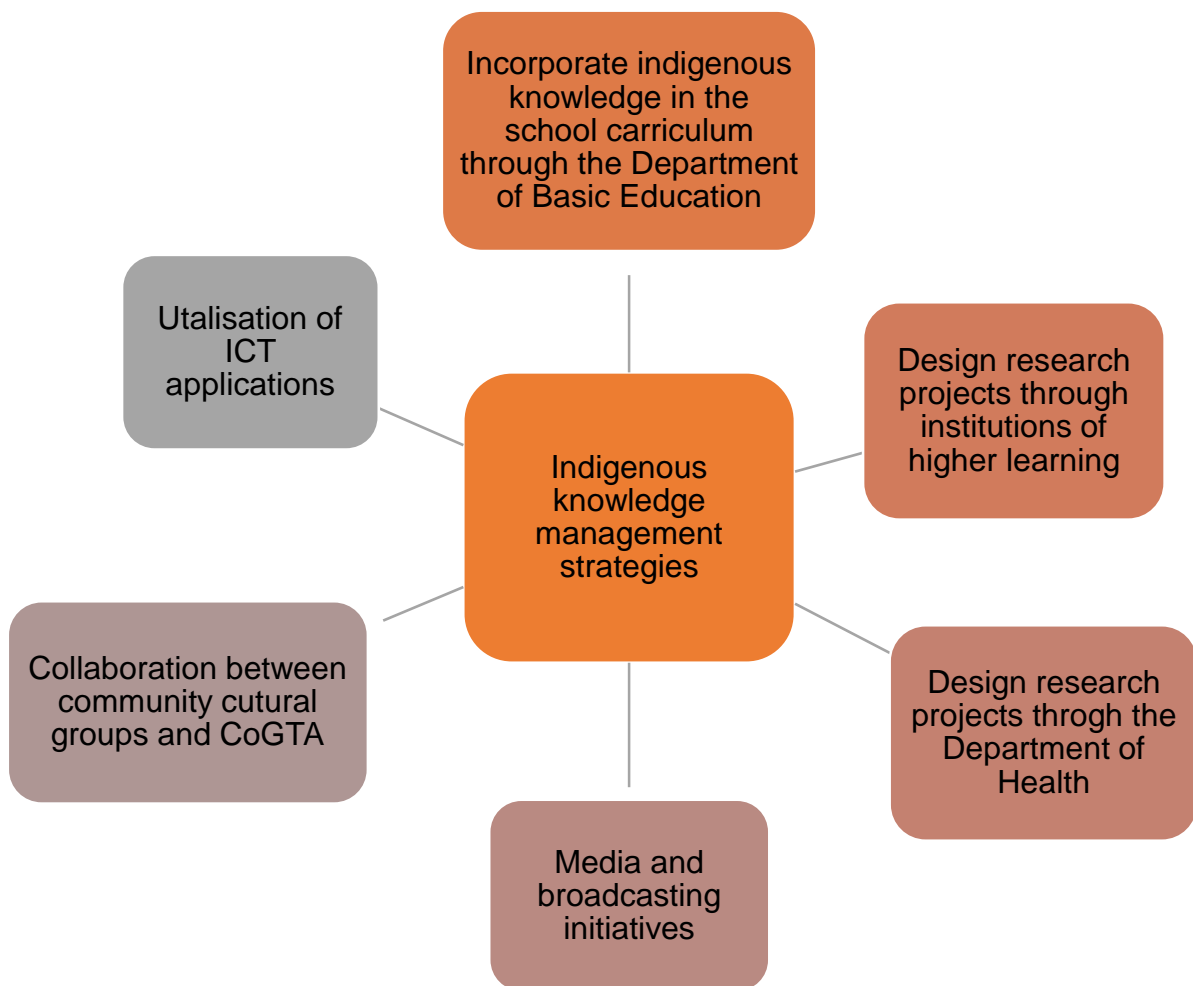 Incorporate indigenous
knowledge in the
school carriculum
through the Department
of Basic Education
Utalisation of
ICT
applications
Design research
projects through
institutions of
higher learning
Indigenous
knowledge
management
strategies
Collaboration between
community cutural
groups and CoGTA
Design research
projects throgh the
Department of
Health
Media and
broadcasting
initiatives